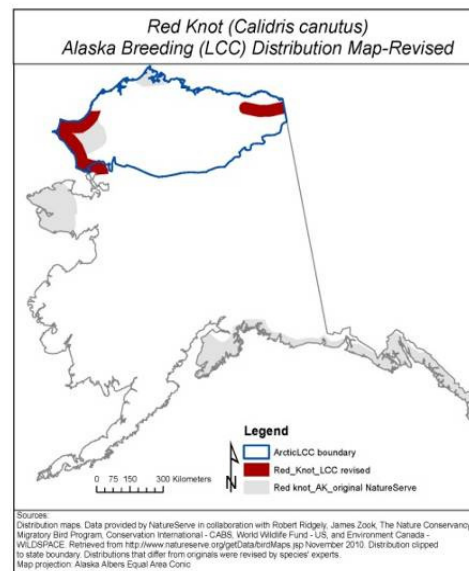 Red Knot (Calidris canutus)
Alaska Breeding (LCC) Distribution Map-Revised
Legend
ArcticLCC boundary
Red_Knot_LCC revised
Red knot_AK_original NatureServe
N
0 75 150 300 Kilometers
Sources:
Distribution maps. Data provided by NatureServe in collaboration with Robert Ridgely, James Zook, The Nature Conservancy
Migratory Bird Program, Conservation International - CABS, World Wildlife Fund - US, and Environment Canada -
WILDSPACE. Retrieved from http://www.natureserve.org/getData/birdMaps.jsp November 2010. Distribution clipped
to state boundary. Distributions that differ from originals were revised by species' experts.
Map projection: Alaska Albers Equal Area Conic